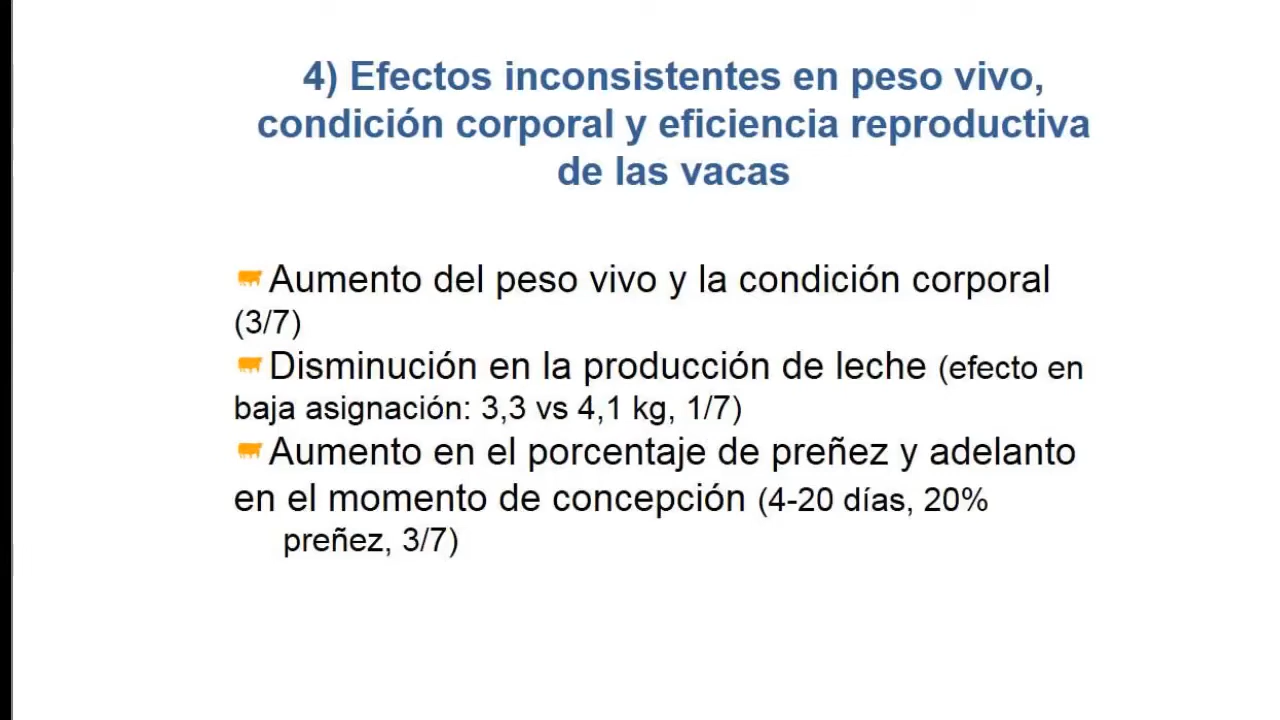 4) Efectos inconsistentes en peso vivo,
condición corporal y eficiencia reproductiva
de las vacas
Aumento del peso vivo y la condición corporal
(3/7)
Disminución en la producción de leche (efecto en
baja asignación: 3,3 vs 4,1 kg, 1/7)
Aumento en el porcentaje de preñez y adelanto
en el momento de concepción (4-20 días, 20%
preñez, 3/7)